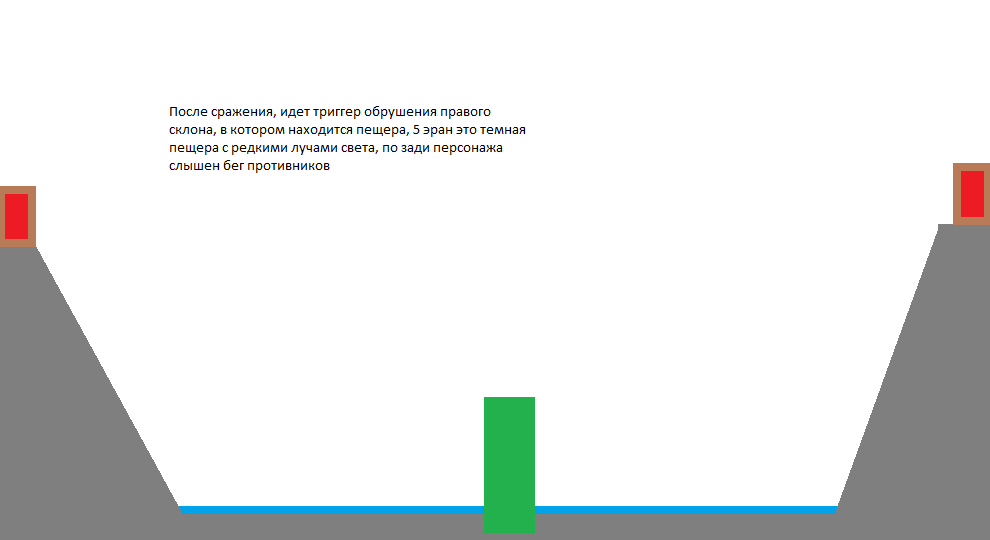 После сражения, идет триггер обрушения правого
склона, в котором находится пещера, 5 эран это темная
пещера с редкими лучами света, по зади персонажа
слышен бег противников